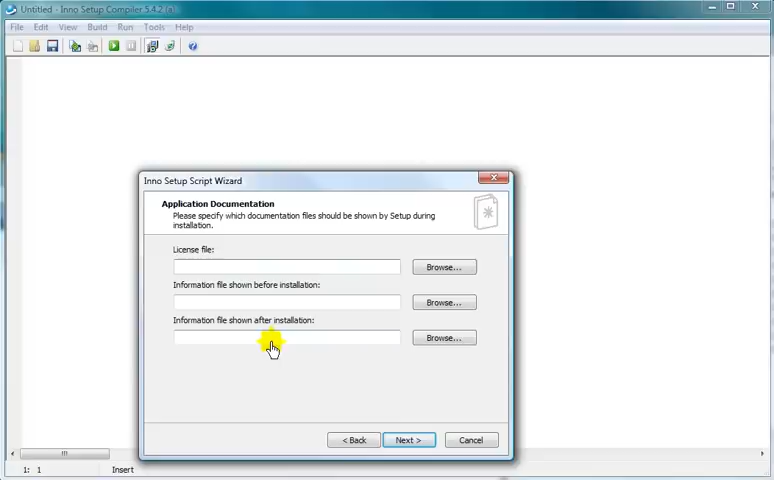 Untitled - Inno Setup Compiler 5.4.2 (a)
File Edit View Build Run Tools Help
Inno Setup Script Wizard
Application Documentation
Please specify which documentation files should be shown by Setup during
installation.
License file:
Browse...
Information file shown before installation:
Browse...
Information file shown after installation:
Browse...
< Back Next > Cancel
1: 1 Insert